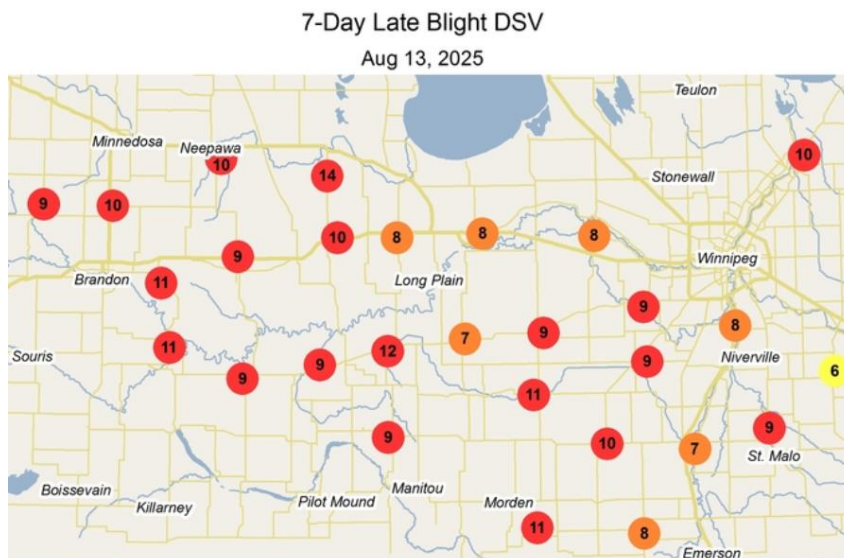 7-Day Late Blight DSV
Aug 13, 2025
Teulon
Minnedosa
Neepawa
10
10
14
Stonewall
9
10
8
8
10
8
9
Winnipeg
Brandon
11
Long Plain
9
8
9
7
11
12
9
Souris
Niverville
9
6
9
11
9
9
10
7
St. Malo
Boissevain
Manitou
Pilot Mound
Morden
Killarney
11
8
Emerson